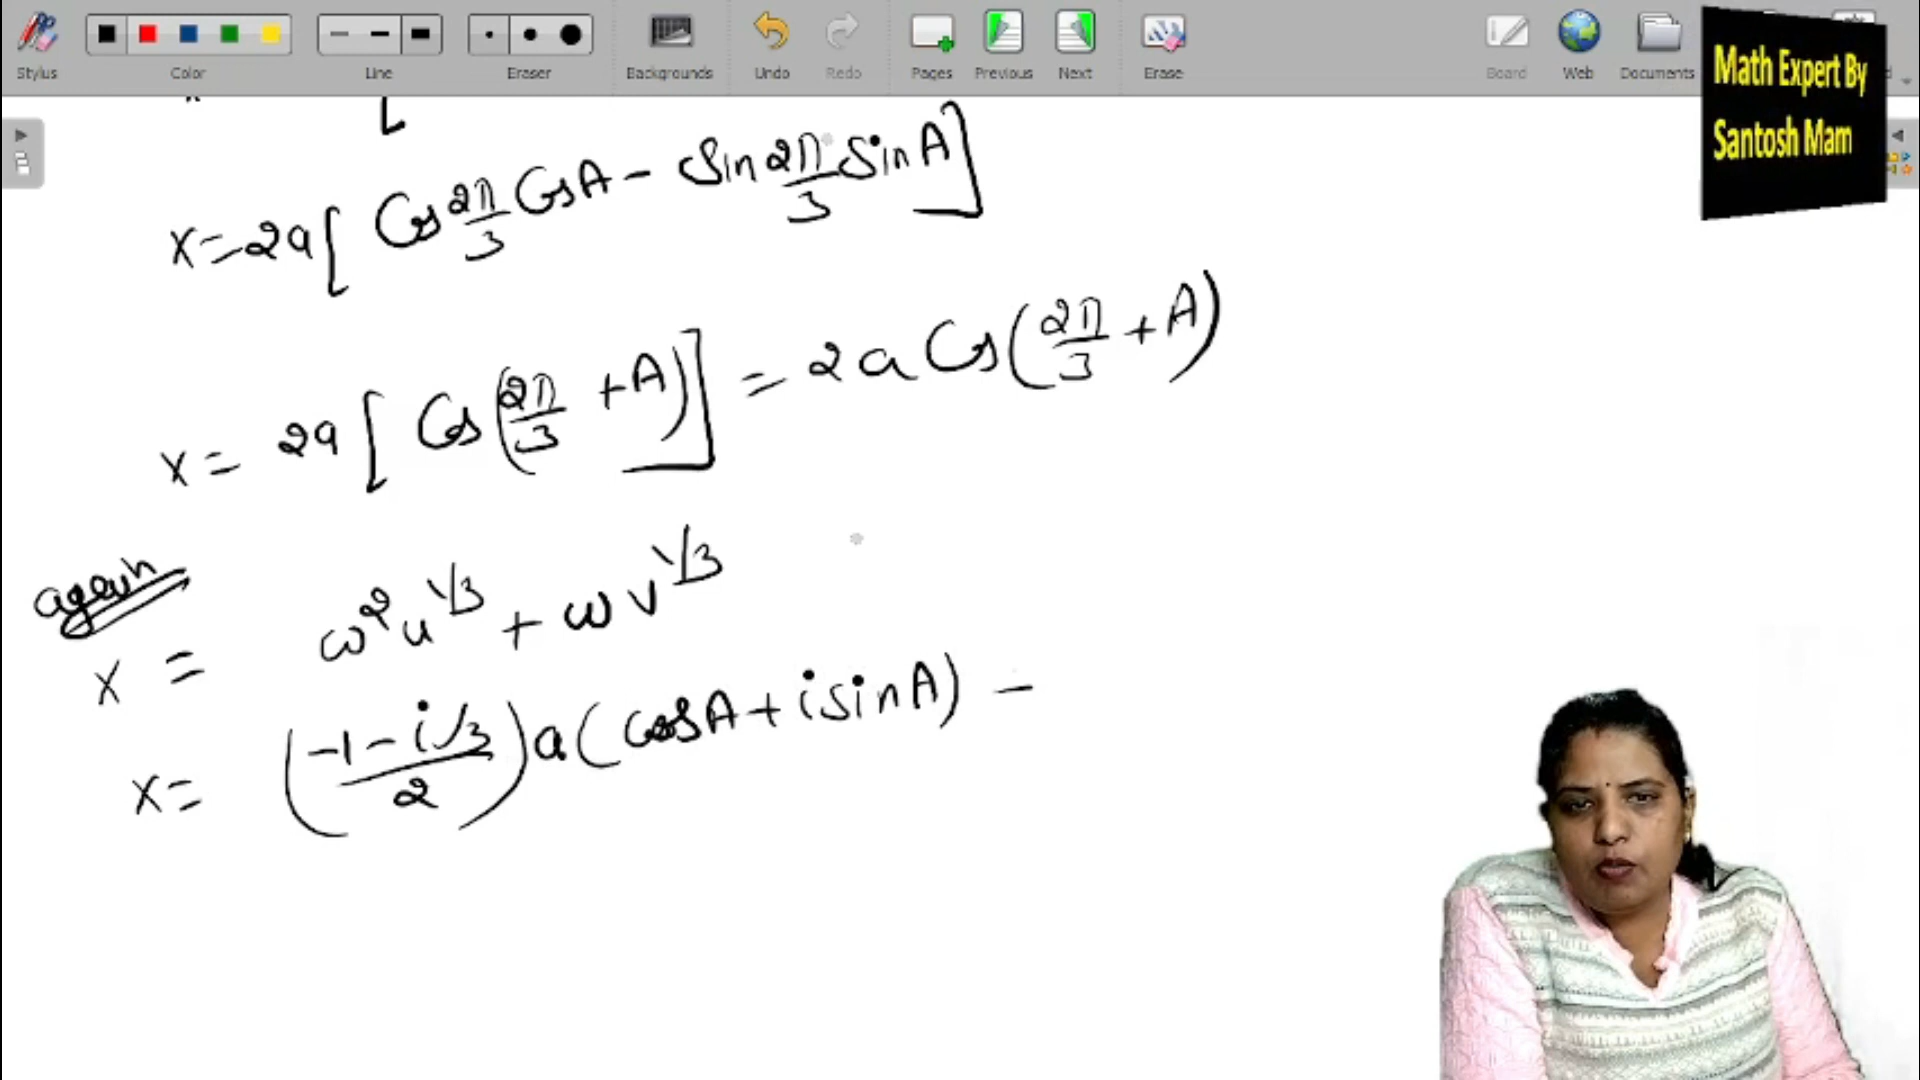 Stylus
Color
Line
Eraser
Backgrounds
Undo
Redo
Pages
Previous
Next
Erase
Board
Web
Documents
Math Expert By
Santosh Mam
x=2a[Cos 2π/3 CosA - Sin 2π/3 SinA]
x= 2a[Cos(2π/3 +A)] = 2a Cos(2π/3 +A)
again
x = ω²u^1/3 + ωv^1/3
x= (-1-i√3/2)a(cosA+isinA) -